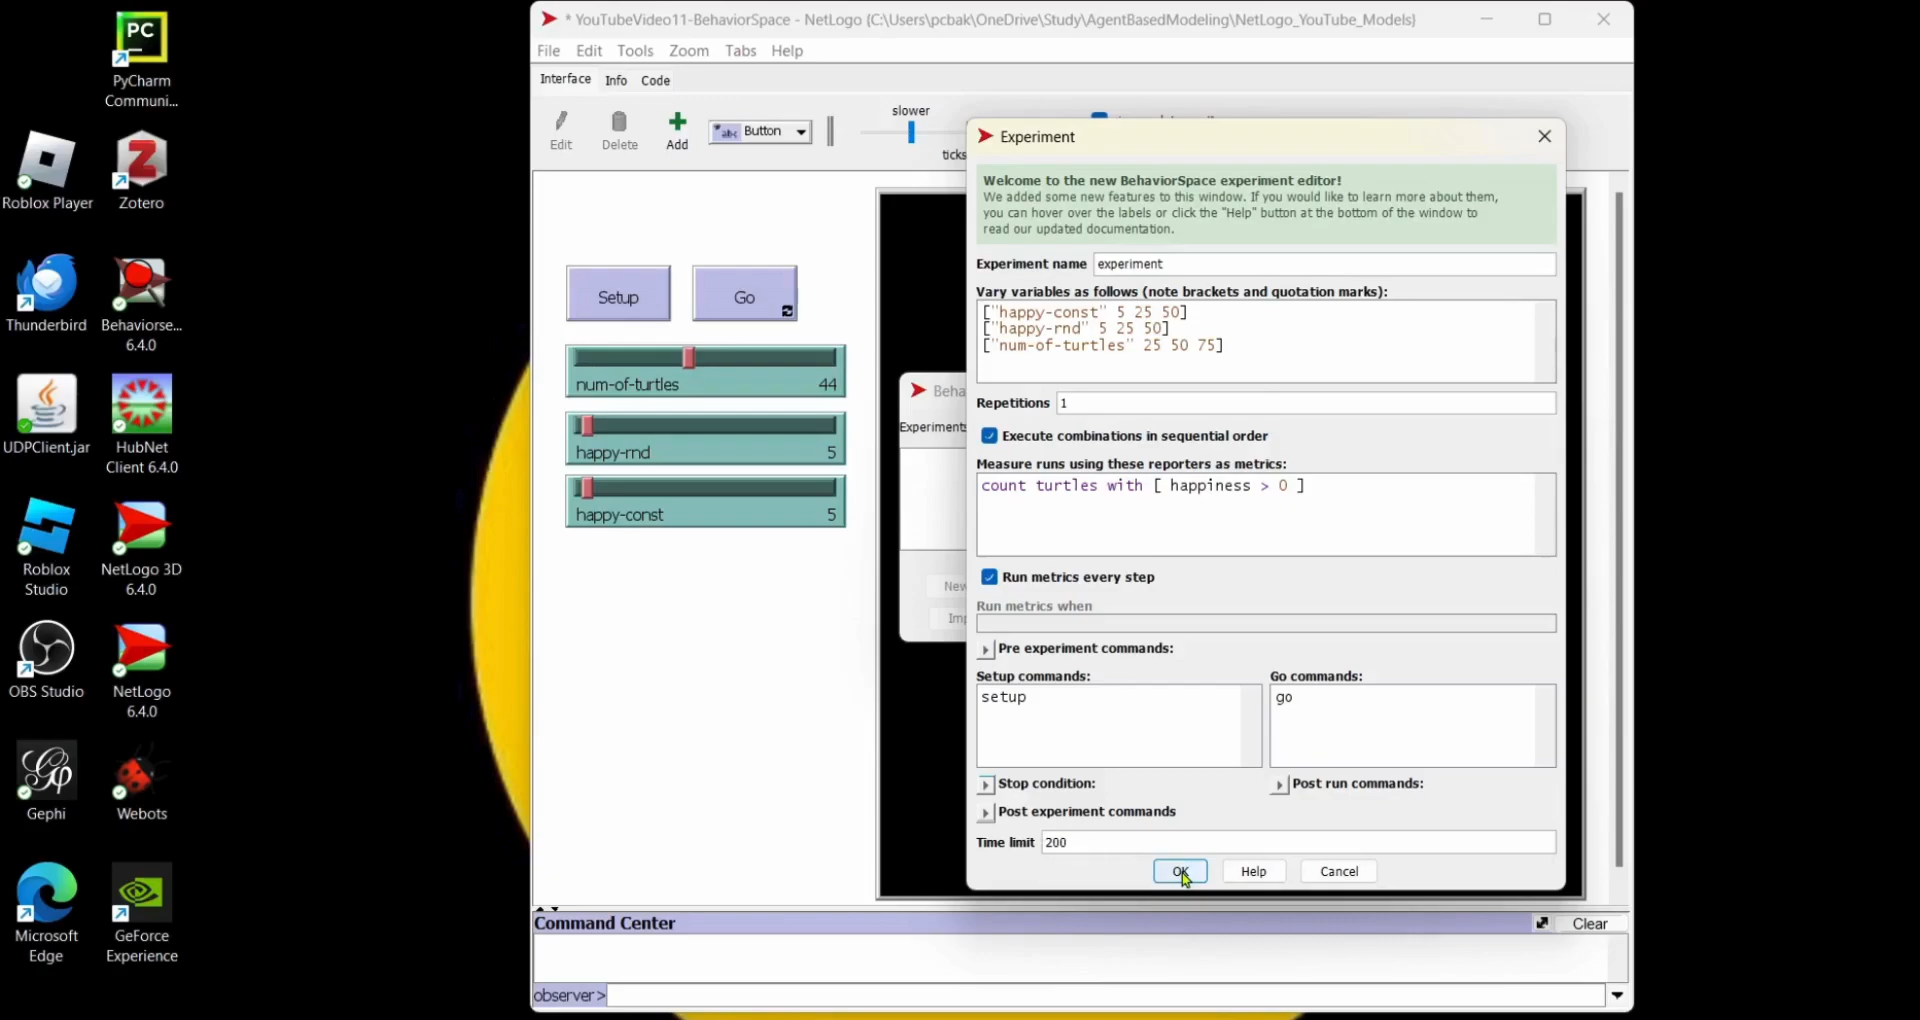 PC
PyCharm
Communi...
Roblox Player
Zotero
Thunderbird
Behaviorse...
6.4.0
UDPClient.jar
HubNet
Client 6.4.0
Roblox
Studio
NetLogo 3D
6.4.0
OBS Studio
NetLogo
6.4.0
Gephi
Webots
Microsoft
Edge
GeForce
Experience
* YouTubeVideo11-BehaviorSpace - NetLogo {C:\Users\pcbak\OneDrive\Study\AgentBasedModeling\NetLogo_YouTube_Models}
File Edit Tools Zoom Tabs Help
Interface Info Code
Edit Delete Add abc Button slower
ticks
Setup Go
num-of-turtles 44
happy-rnd 5
happy-const 5
Beha
Experiments
New
Imp
Experiment
Welcome to the new BehaviorSpace experiment editor!
We added some new features to this window. If you would like to learn more about them,
you can hover over the labels or click the "Help" button at the bottom of the window to
read our updated documentation.
Experiment name experiment
Vary variables as follows (note brackets and quotation marks):
["happy-const" 5 25 50]
["happy-rnd" 5 25 50]
["num-of-turtles" 25 50 75]
Repetitions 1
Execute combinations in sequential order
Measure runs using these reporters as metrics:
count turtles with [ happiness > 0 ]
Run metrics every step
Run metrics when
Pre experiment commands:
Setup commands: Go commands:
setup go
Stop condition: Post run commands:
Post experiment commands
Time limit 200
OK Help Cancel
Command Center Clear
observer>